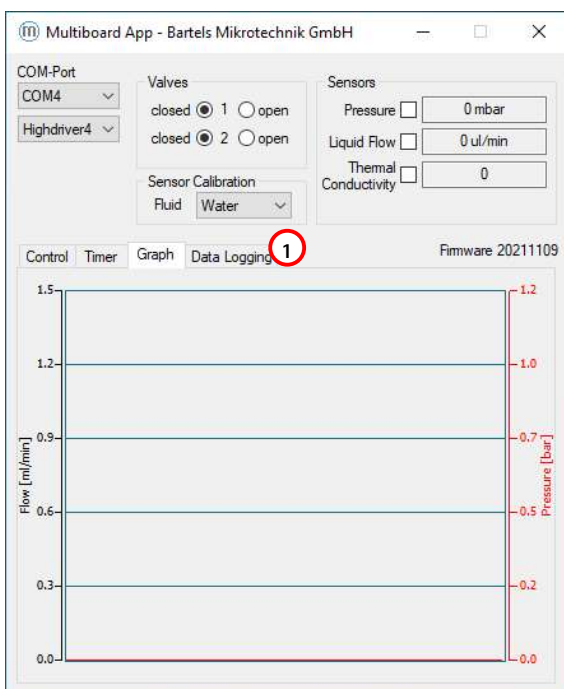 Multiboard App - Bartels Mikrotechnik GmbH
COM-Port
COM4
Highdriver4
Valves
closed 1 open
closed 2 open
Sensor Calibration
Fluid Water
Sensors
Pressure 0 mbar
Liquid Flow 0 ul/min
Thermal
Conductivity 0
Control Timer Graph Data Logging 1 Firmware 20211109
1.5 1.2
1.2 1.0
0.9 0.7
0.6 0.5
0.3 0.2
0.0 0.0
Flow [ml/min]
Pressure [bar]